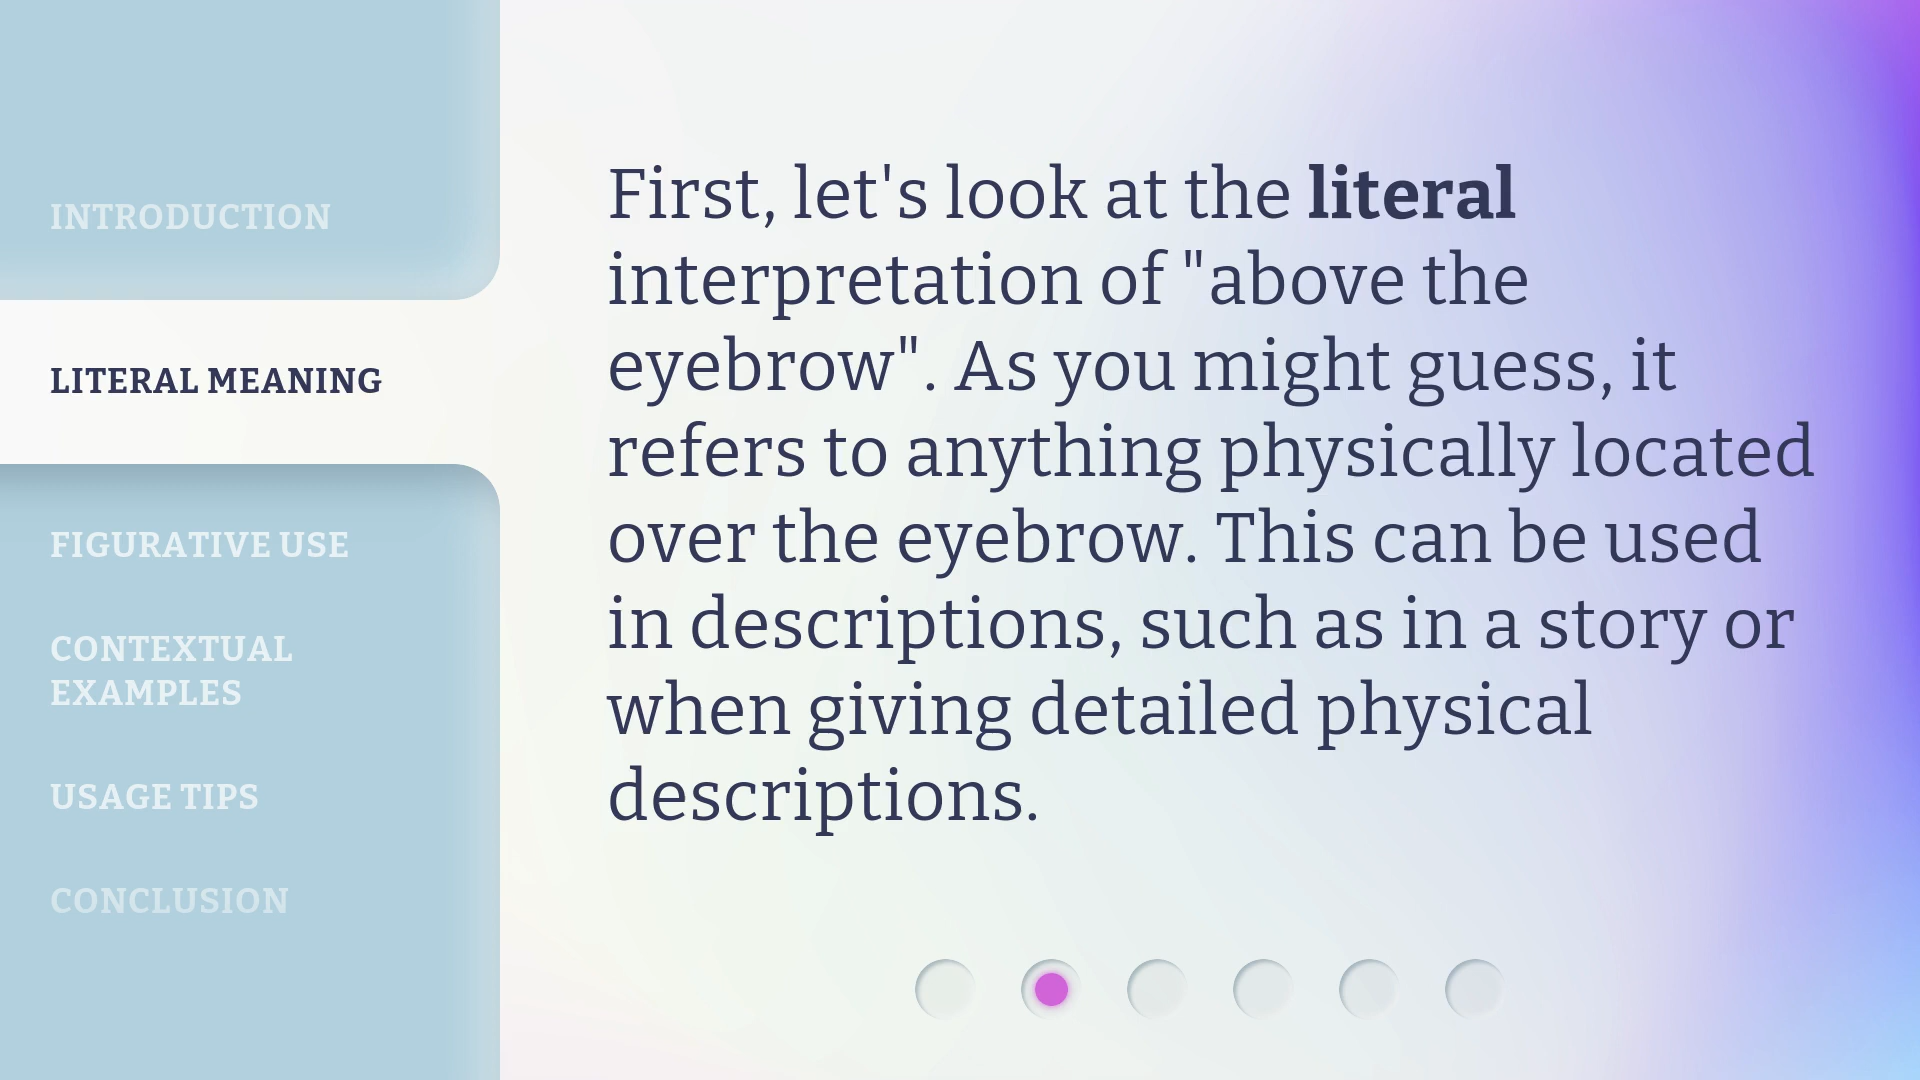 INTRODUCTION
LITERAL MEANING
FIGURATIVE USE
CONTEXTUAL
EXAMPLES
USAGE TIPS
CONCLUSION
First, let's look at the literal
interpretation of "above the
eyebrow". As you might guess, it
refers to anything physically located
over the eyebrow. This can be used
in descriptions, such as in a story or
when giving detailed physical
descriptions.